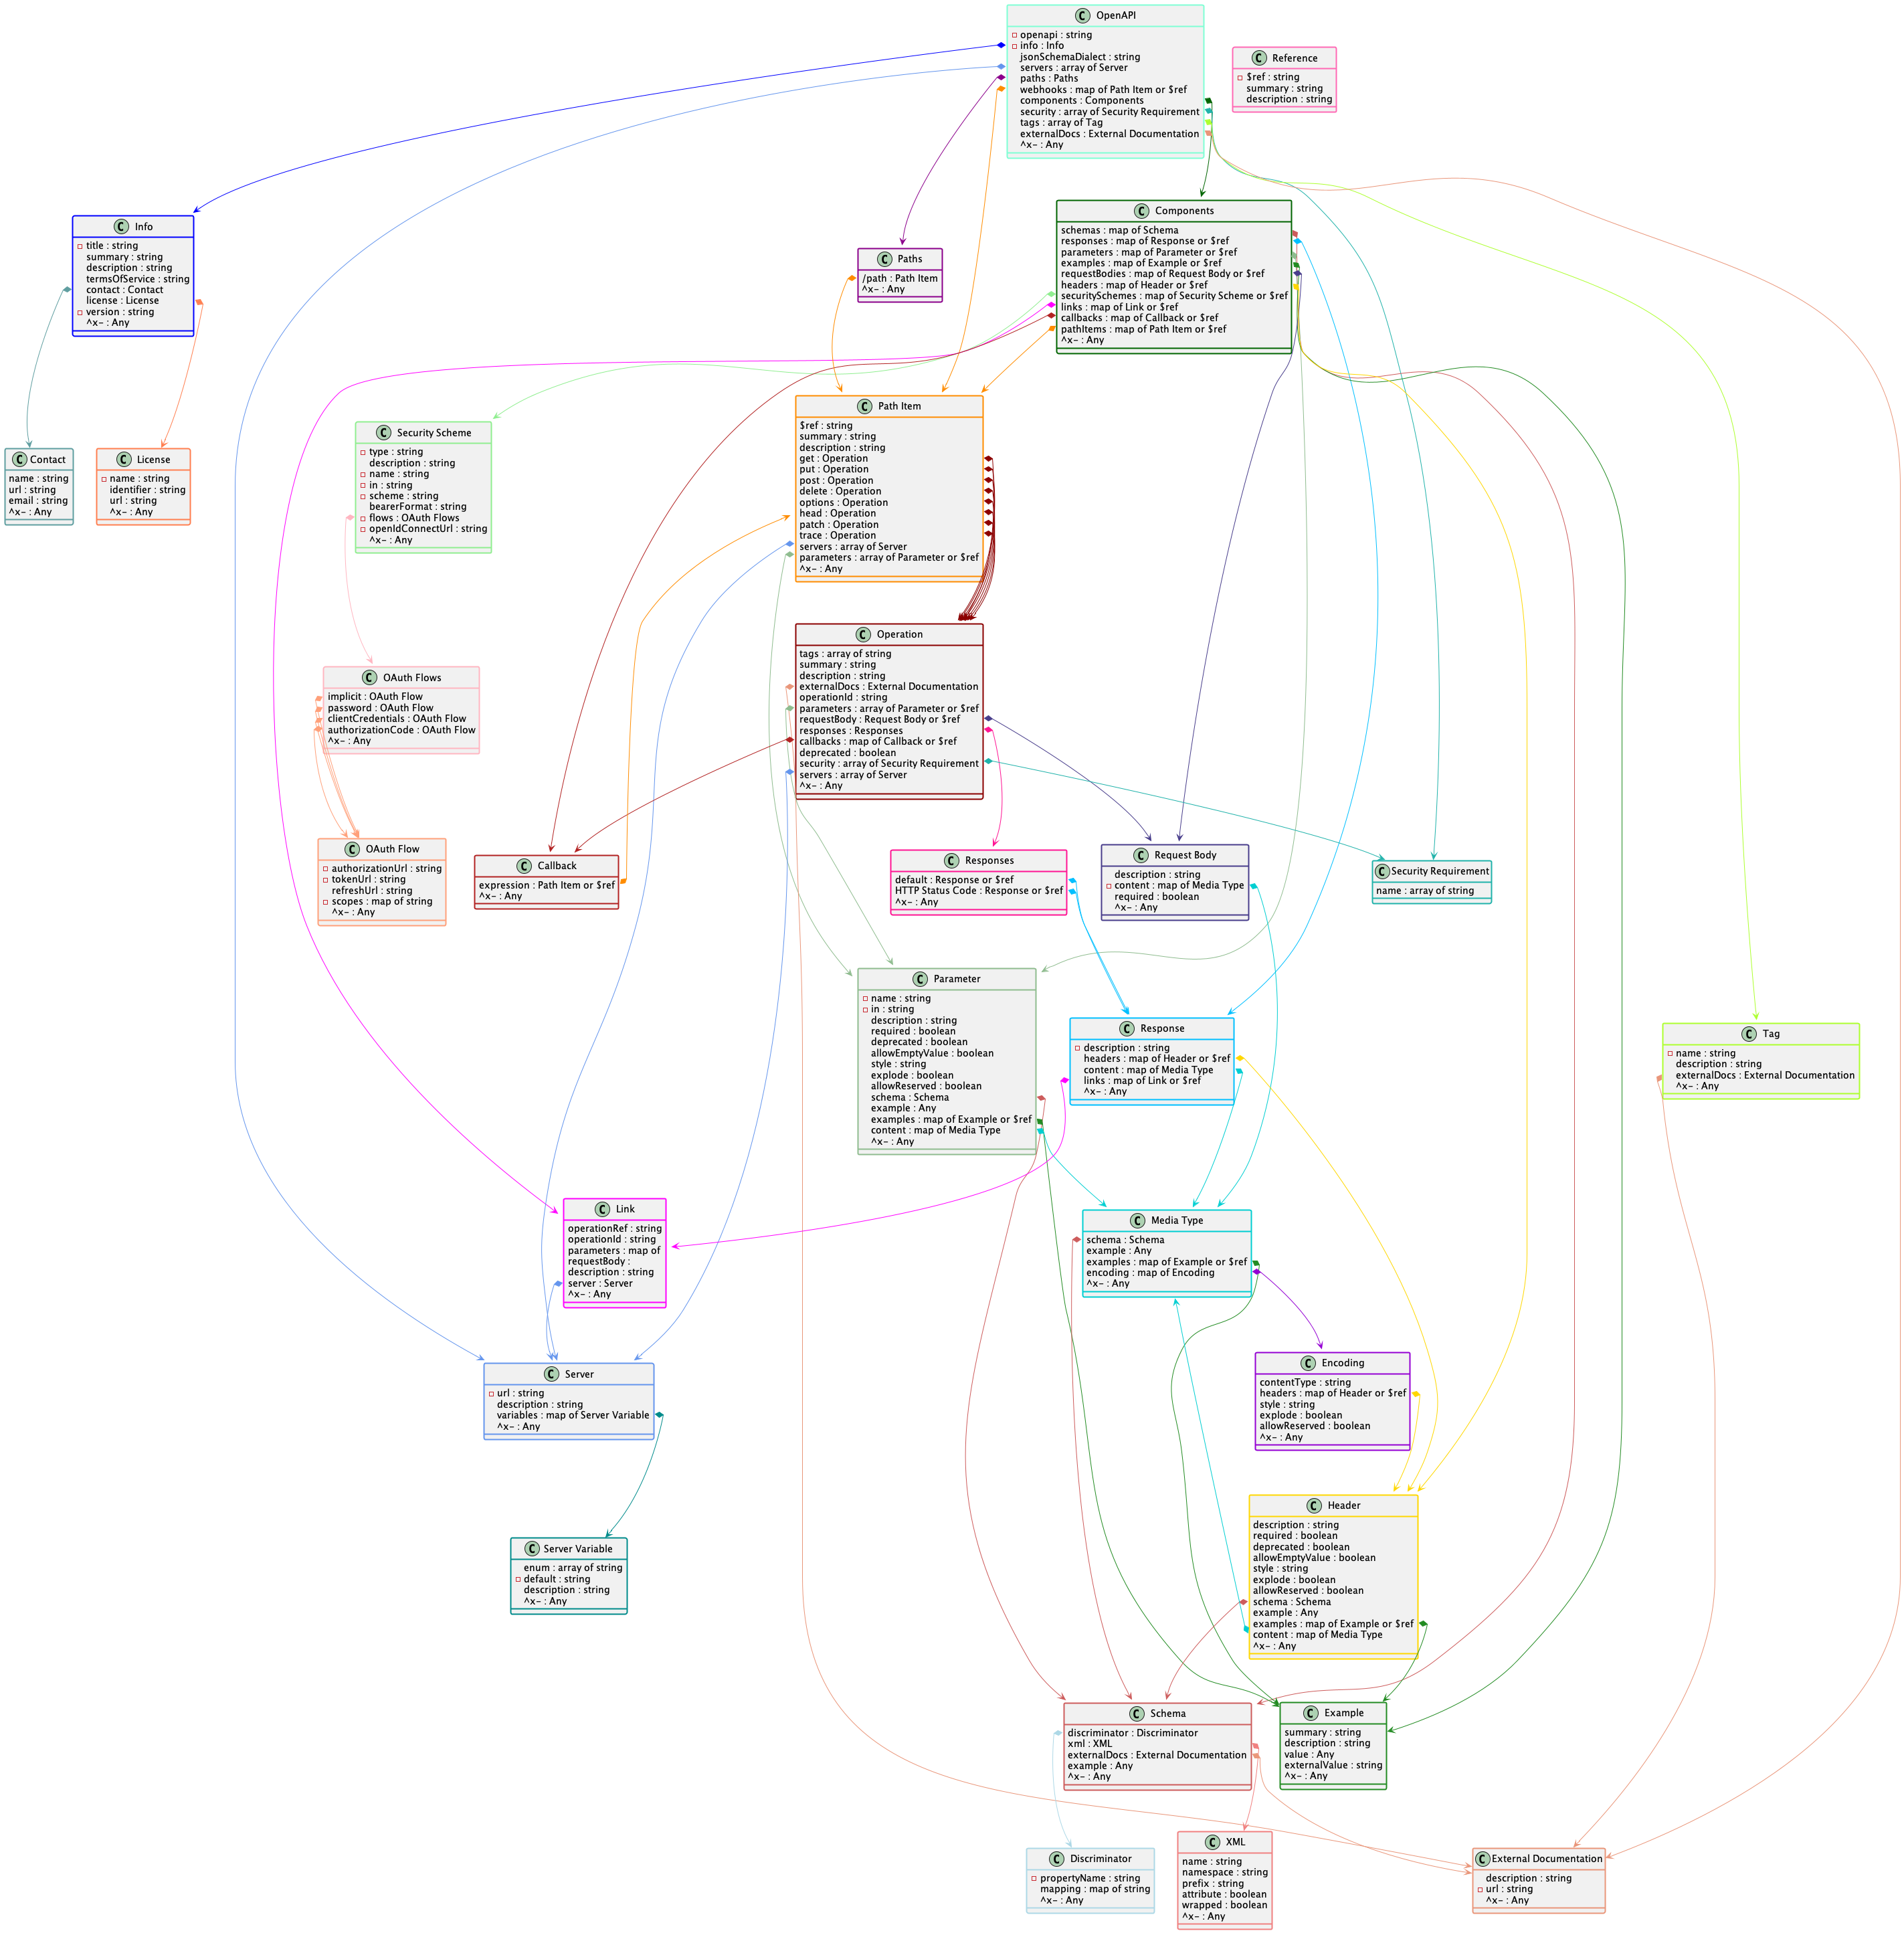 C OpenAPI
openapi : string
info : Info
jsonSchemaDialect : string
servers : array of Server
paths : Paths
webhooks : map of Path Item or $ref
components : Components
security : array of Security Requirement
tags : array of Tag
externalDocs : External Documentation
^x- : Any
C Reference
$ref : string
summary : string
description : string
C Info
title : string
summary : string
description : string
termsOfService : string
contact : Contact
license : License
version : string
^x- : Any
C Paths
/path : Path Item
^x- : Any
C Components
schemas : map of Schema
responses : map of Response or $ref
parameters : map of Parameter or $ref
examples : map of Example or $ref
requestBodies : map of Request Body or $ref
headers : map of Header or $ref
securitySchemes : map of Security Scheme or $ref
links : map of Link or $ref
callbacks : map of Callback or $ref
pathItems : map of Path Item or $ref
^x- : Any
C Contact
name : string
url : string
email : string
^x- : Any
C License
name : string
identifier : string
url : string
^x- : Any
C Security Scheme
type : string
description : string
name : string
in : string
scheme : string
bearerFormat : string
flows : OAuth Flows
openIdConnectUrl : string
^x- : Any
C Path Item
$ref : string
summary : string
description : string
get : Operation
put : Operation
post : Operation
delete : Operation
options : Operation
head : Operation
patch : Operation
trace : Operation
servers : array of Server
parameters : array of Parameter or $ref
^x- : Any
C OAuth Flows
implicit : OAuth Flow
password : OAuth Flow
clientCredentials : OAuth Flow
authorizationCode : OAuth Flow
^x- : Any
C Operation
tags : array of string
summary : string
description : string
externalDocs : External Documentation
operationId : string
parameters : array of Parameter or $ref
requestBody : Request Body or $ref
responses : Responses
callbacks : map of Callback or $ref
deprecated : boolean
security : array of Security Requirement
servers : array of Server
^x- : Any
C OAuth Flow
authorizationUrl : string
tokenUrl : string
refreshUrl : string
scopes : map of string
^x- : Any
C Callback
expression : Path Item or $ref
^x- : Any
C Responses
default : Response or $ref
HTTP Status Code : Response or $ref
^x- : Any
C Request Body
description : string
content : map of Media Type
required : boolean
^x- : Any
C Security Requirement
name : array of string
C Parameter
name : string
in : string
description : string
required : boolean
deprecated : boolean
allowEmptyValue : boolean
style : string
explode : boolean
allowReserved : boolean
schema : Schema
example : Any
examples : map of Example or $ref
content : map of Media Type
^x- : Any
C Response
description : string
headers : map of Header or $ref
content : map of Media Type
links : map of Link or $ref
^x- : Any
C Tag
name : string
description : string
externalDocs : External Documentation
^x- : Any
C Link
operationRef : string
operationId : string
parameters : map of
requestBody :
description : string
server : Server
^x- : Any
C Media Type
schema : Schema
example : Any
examples : map of Example or $ref
encoding : map of Encoding
^x- : Any
C Server
url : string
description : string
variables : map of Server Variable
^x- : Any
C Encoding
contentType : string
headers : map of Header or $ref
style : string
explode : boolean
allowReserved : boolean
^x- : Any
C Server Variable
enum : array of string
default : string
description : string
^x- : Any
C Header
description : string
required : boolean
deprecated : boolean
allowEmptyValue : boolean
style : string
explode : boolean
allowReserved : boolean
schema : Schema
example : Any
examples : map of Example or $ref
content : map of Media Type
^x- : Any
C Schema
discriminator : Discriminator
xml : XML
externalDocs : External Documentation
example : Any
^x- : Any
C Example
summary : string
description : string
value : Any
externalValue : string
^x- : Any
C Discriminator
propertyName : string
mapping : map of string
^x- : Any
C XML
name : string
namespace : string
prefix : string
attribute : boolean
wrapped : boolean
^x- : Any
C External Documentation
description : string
url : string
^x- : Any